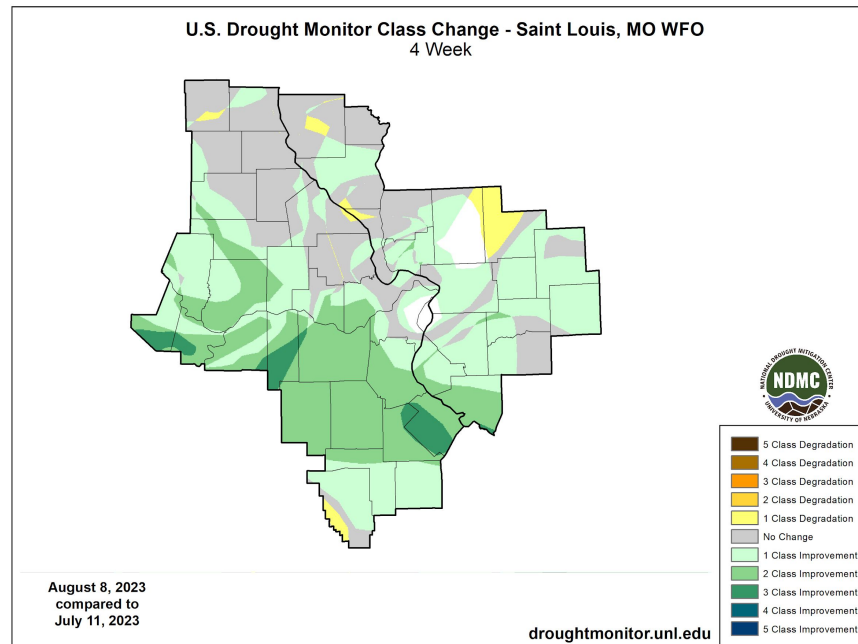 U.S. Drought Monitor Class Change - Saint Louis, MO WFO
4 Week
NATIONAL DROUGHT MITIGATION CENTER
NDMC
UNIVERSITY OF NEBRASKA
5 Class Degradation
4 Class Degradation
3 Class Degradation
2 Class Degradation
1 Class Degradation
No Change
1 Class Improvement
2 Class Improvement
3 Class Improvement
4 Class Improvement
5 Class Improvement
August 8, 2023
compared to
July 11, 2023
droughtmonitor.unl.edu